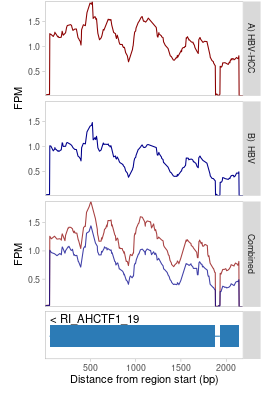 A) HBV-HCC
1.5
1.0
0.5
FPM
B) HBV
1.5
1.0
0.5
Combined
1.5
1.0
0.5
FPM
< RI_AHCTF1_19
500 1000 1500 2000
Distance from region start (bp)